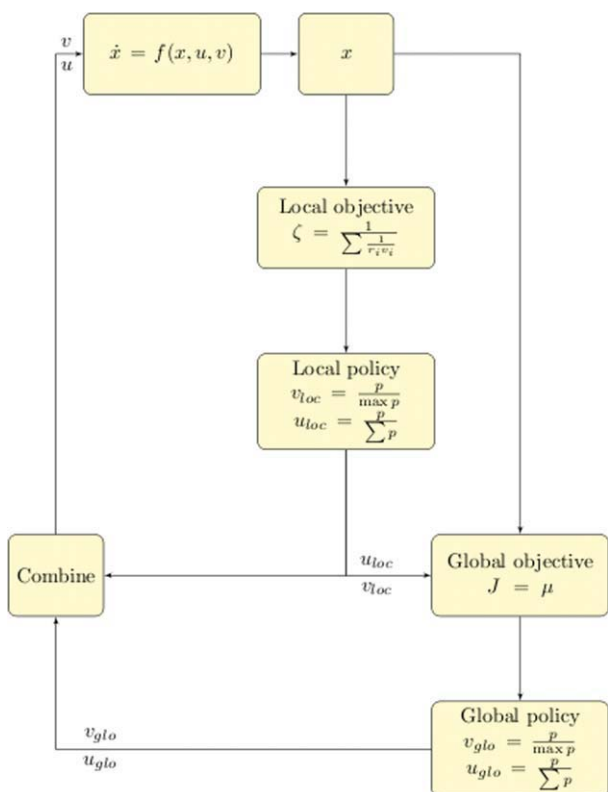 v
u
ẋ = f(x, u, v)
x
Local objective
ζ = 1 / ∑ 1/(r_i v_i)
Local policy
v_loc = p / max p
u_loc = p / ∑ p
Combine
u_loc
v_loc
Global objective
J = μ
Global policy
v_glo = p / max p
u_glo = p / ∑ p
v_glo
u_glo